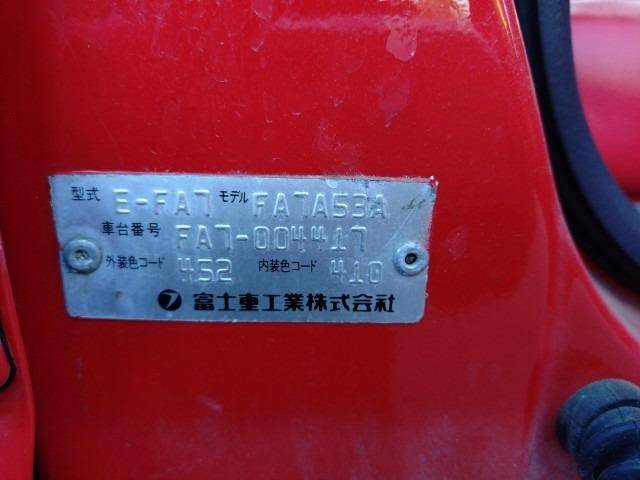 型式 E-FA7 モデル FA7A53A
車台番号 FA7-004417
外装色コード 452 内装色コード 410
富士重工業株式会社